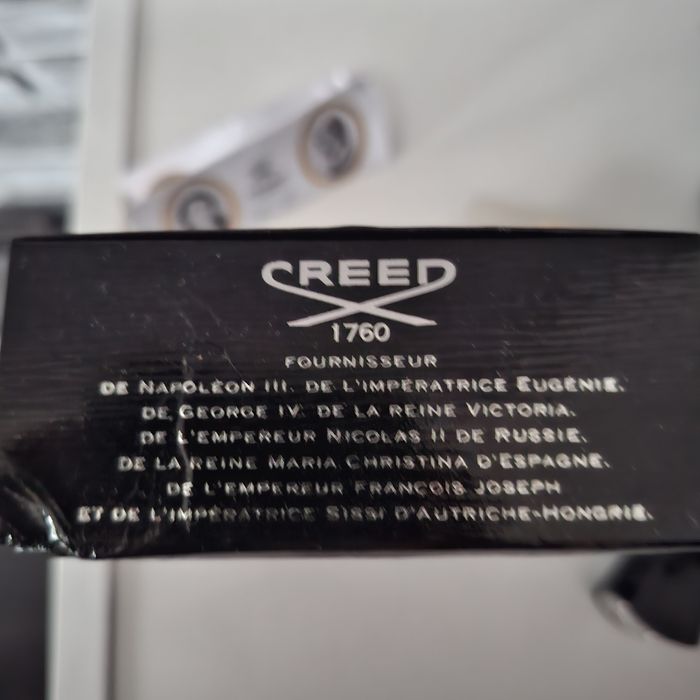 CREED
1760
FOURNISSEUR
DE NAPOLÉON III. DE L'IMPÉRATRICE EUGÉNIE.
DE GEORGE IV. DE LA REINE VICTORIA.
DE L'EMPEREUR NICOLAS II DE RUSSIE.
DE LA REINE MARIA CHRISTINA D'ESPAGNE.
DE L'EMPEREUR FRANÇOIS JOSEPH
ET DE L'IMPÉRATRICE SISSI D'AUTRICHE-HONGRIE.